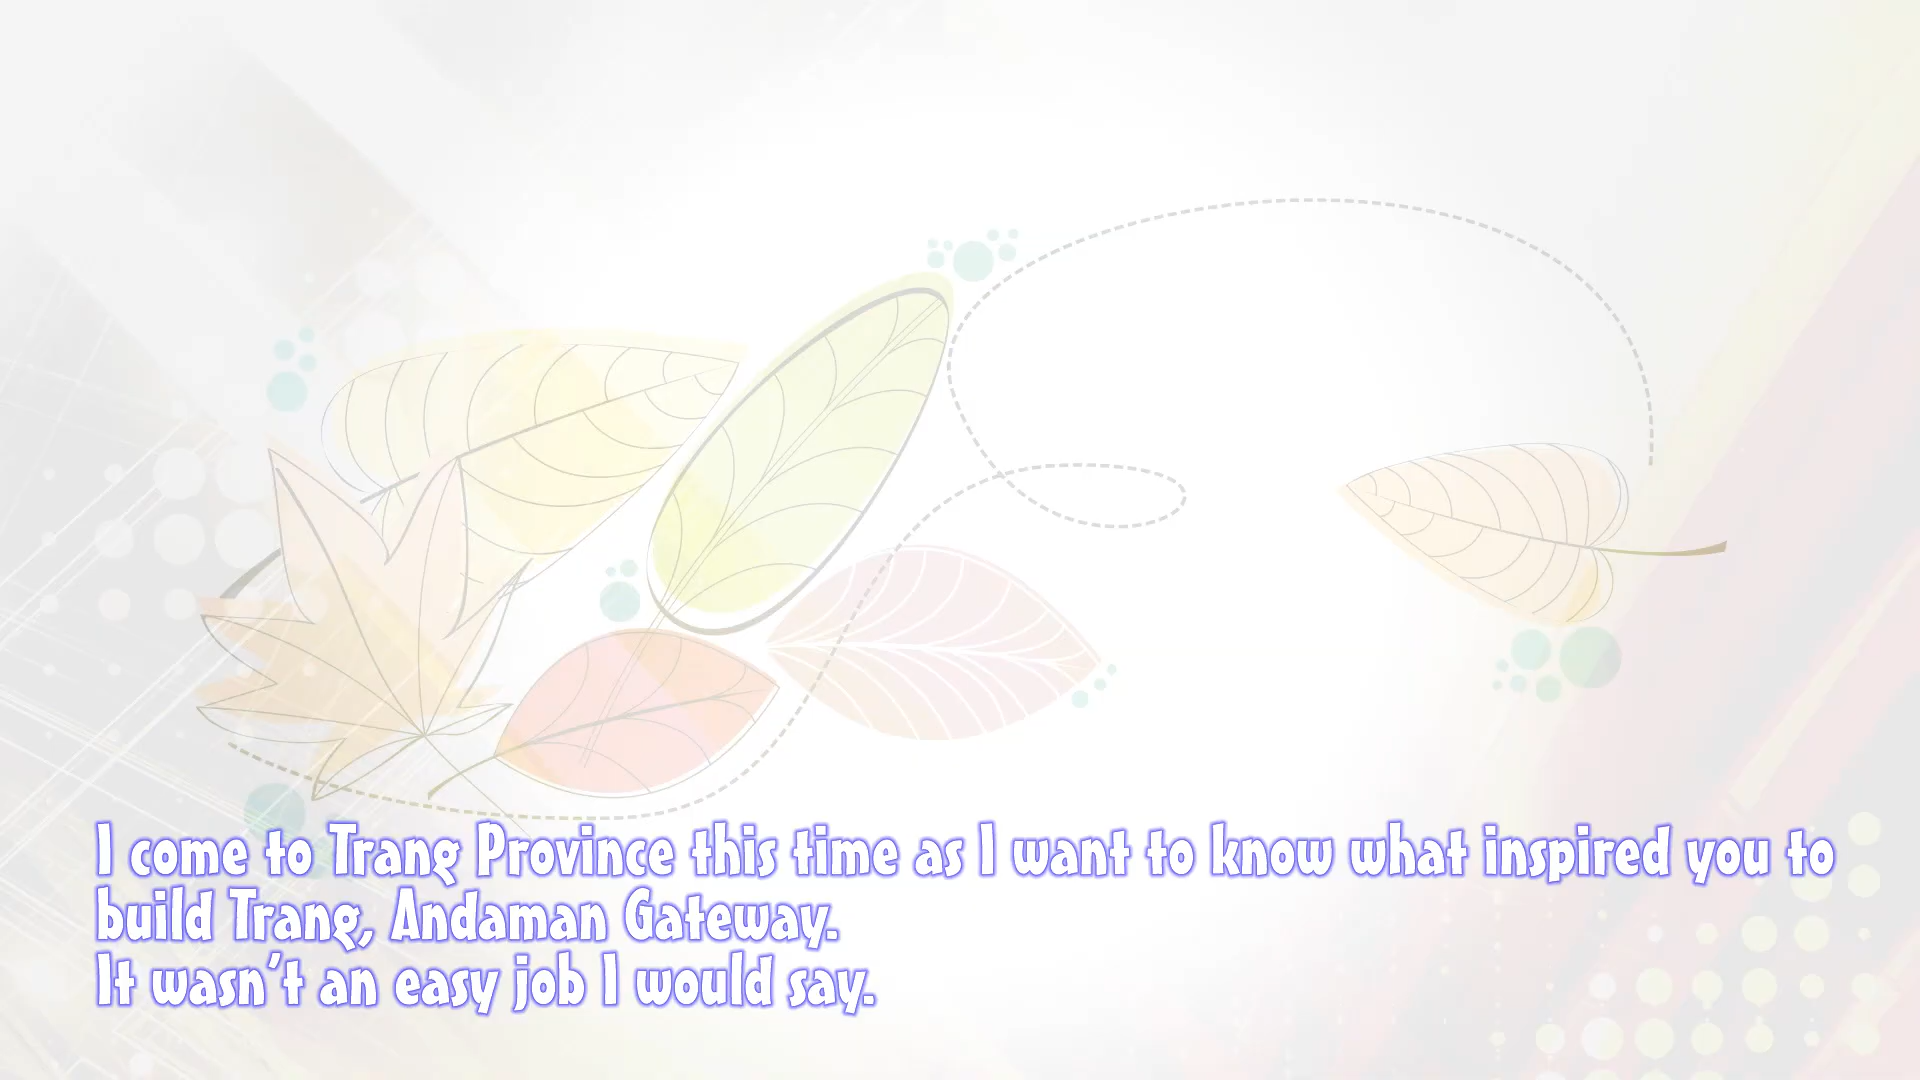 I come to Trang Province this time as I want to know what inspired you to
build Trang, Andaman Gateway.
It wasn't an easy job I would say.